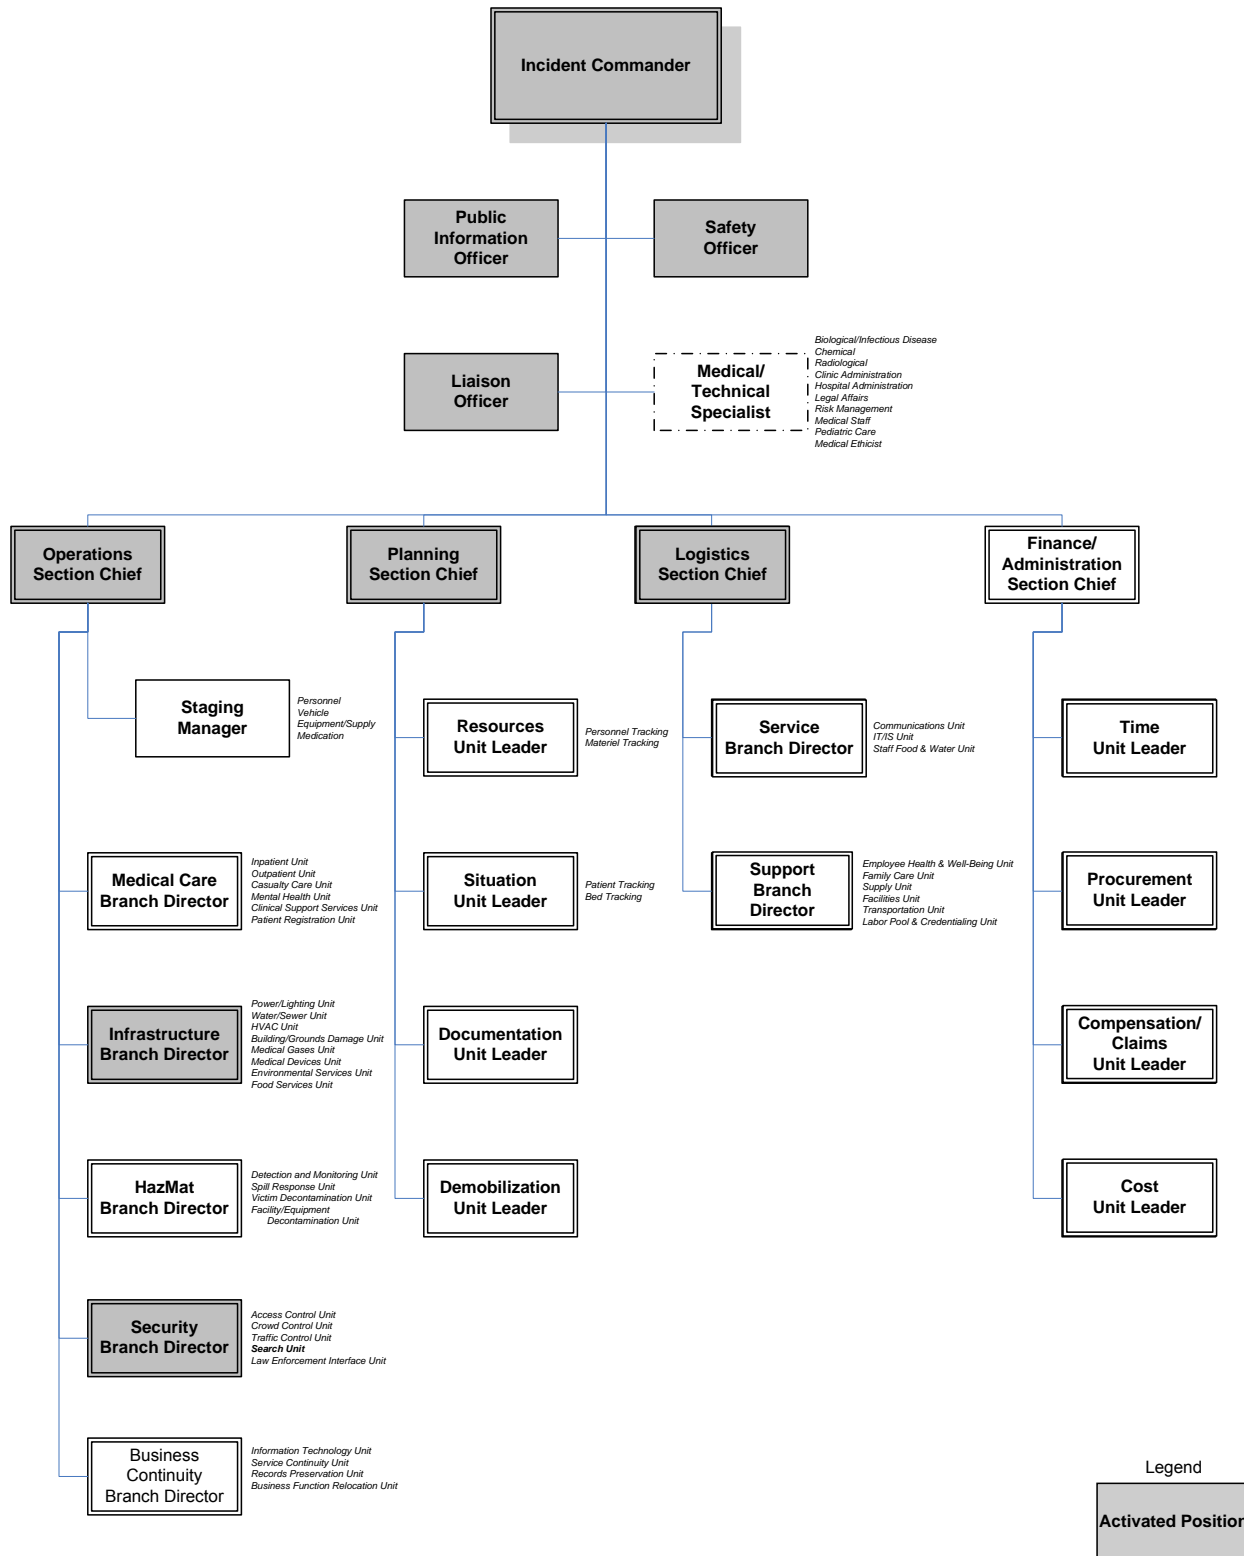 Incident Commander
Public
Information
Officer
Safety
Officer
Liaison
Officer
Medical/
Technical
Specialist
Biological/Infectious Disease
Chemical
Radiological
Clinic Administration
Hospital Administration
Legal Affairs
Risk Management
Medical Staff
Pediatric Care
Medical Ethicist
Operations
Section Chief
Planning
Section Chief
Logistics
Section Chief
Finance/
Administration
Section Chief
Staging
Manager
Personnel
Vehicle
Equipment/Supply
Medication
Resources
Unit Leader
Personnel Tracking
Materiel Tracking
Service
Branch Director
Communications Unit
IT/IS Unit
Staff Food & Water Unit
Time
Unit Leader
Medical Care
Branch Director
Inpatient Unit
Outpatient Unit
Casualty Care Unit
Mental Health Unit
Clinical Support Services Unit
Patient Registration Unit
Situation
Unit Leader
Patient Tracking
Bed Tracking
Support
Branch
Director
Employee Health & Well-Being Unit
Family Care Unit
Supply Unit
Facilities Unit
Transportation Unit
Labor Pool & Credentialing Unit
Procurement
Unit Leader
Infrastructure
Branch Director
Power/Lighting Unit
Water/Sewer Unit
HVAC Unit
Building/Grounds Damage Unit
Medical Gases Unit
Medical Devices Unit
Environmental Services Unit
Food Services Unit
Documentation
Unit Leader
Compensation/
Claims
Unit Leader
HazMat
Branch Director
Detection and Monitoring Unit
Spill Response Unit
Victim Decontamination Unit
Facility/Equipment
Decontamination Unit
Demobilization
Unit Leader
Cost
Unit Leader
Security
Branch Director
Access Control Unit
Crowd Control Unit
Traffic Control Unit
Search Unit
Law Enforcement Interface Unit
Business
Continuity
Branch Director
Information Technology Unit
Service Continuity Unit
Records Preservation Unit
Business Function Relocation Unit
Legend
Activated Position